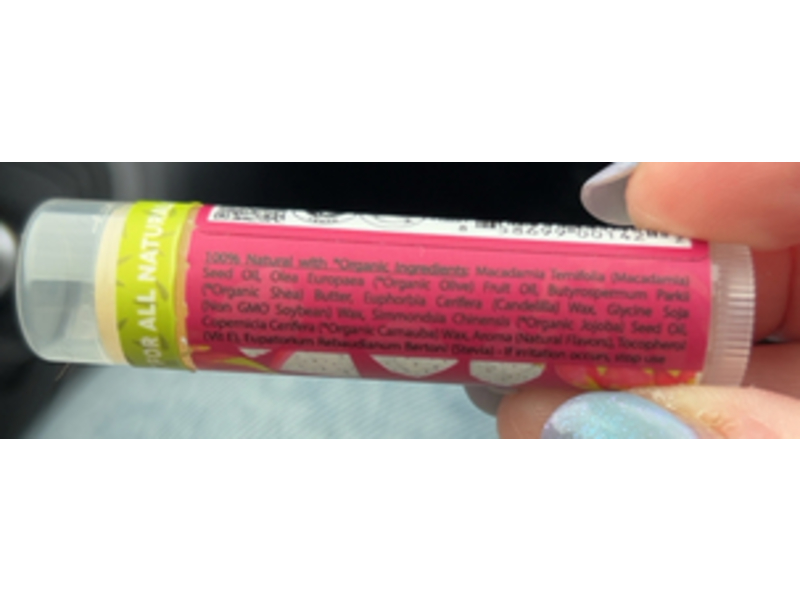 FOR ALL NATURAL
100% Natural with *Organic Ingredients: Macadamia Ternifolia (Macadamia)
Seed Oil, Olea Europaea (*Organic Olive) Fruit Oil, Butyrospermum Parkii
(*Organic Shea) Butter, Euphorbia Cerifera (Candelilla) Wax, Glycine Soja
(Non GMO Soybean) Wax, Simmondsia Chinensis (*Organic Jojoba) Seed Oil,
Copernicia Cerifera (*Organic Carnauba) Wax, Aroma (Natural Flavors), Tocopherol
(Vit E), Eupatorium Rebaudianum Bertoni (Stevia) - If irritation occurs, stop use